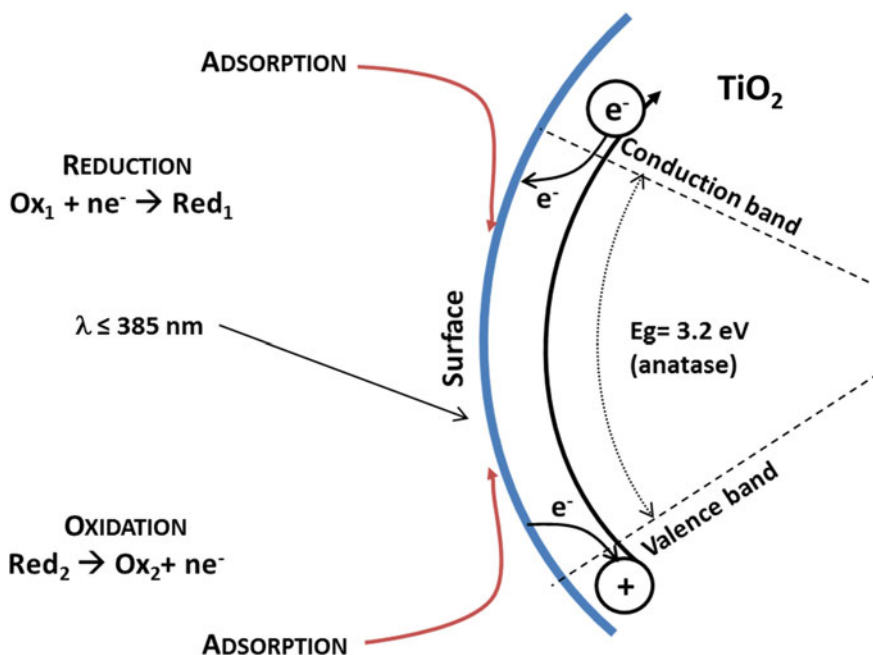 ADSORPTION
TiO₂
e⁻
REDUCTION
Ox₁ + ne⁻ → Red₁
e⁻
Conduction band
λ ≤ 385 nm
Surface
Eg= 3.2 eV
(anatase)
OXIDATION
Red₂ → Ox₂+ ne⁻
e⁻
Valence band
+
ADSORPTION